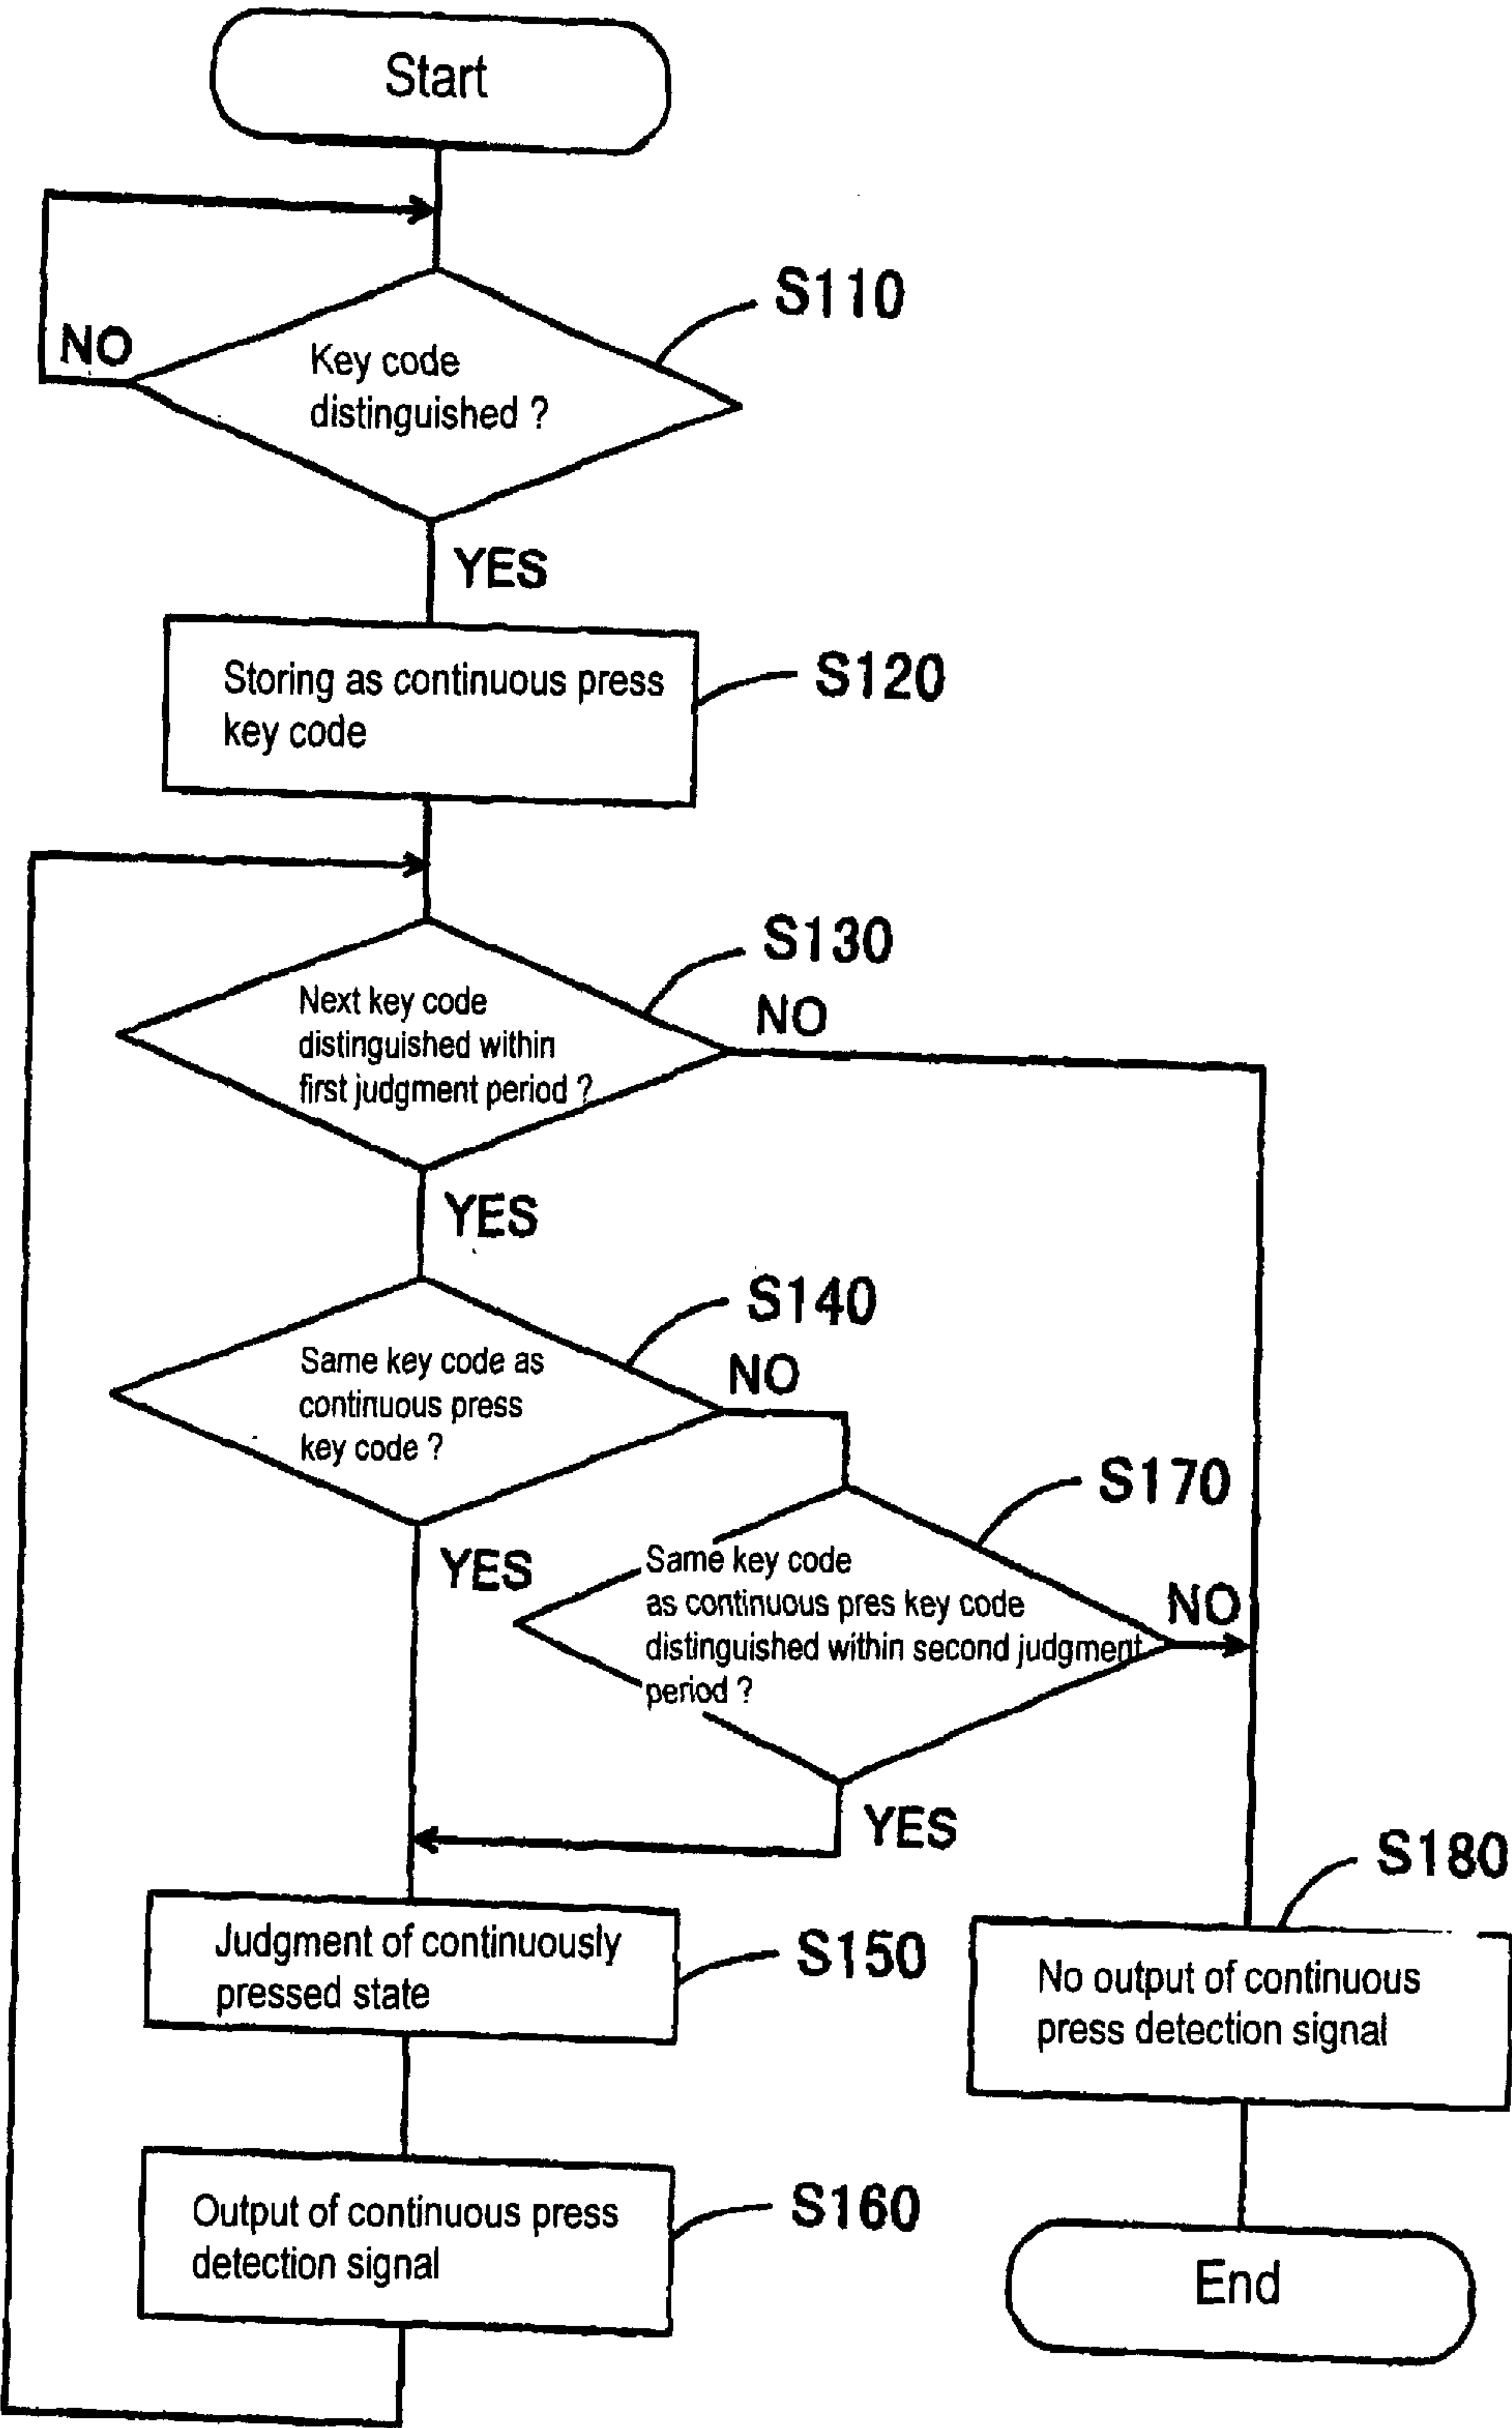 Start
S110
NO
Key code
distinguished ?
YES
Storing as continuous press
key code
S120
S130
NO
Next key code
distinguished within
first judgment period ?
YES
S140
NO
Same key code as
continuous press
key code ?
S170
YES
Same key code
as continuous pres key code
distinguished within second judgment
period ?
NO
YES
S180
Judgment of continuously
pressed state
S150
No output of continuous
press detection signal
Output of continuous press
detection signal
S160
End